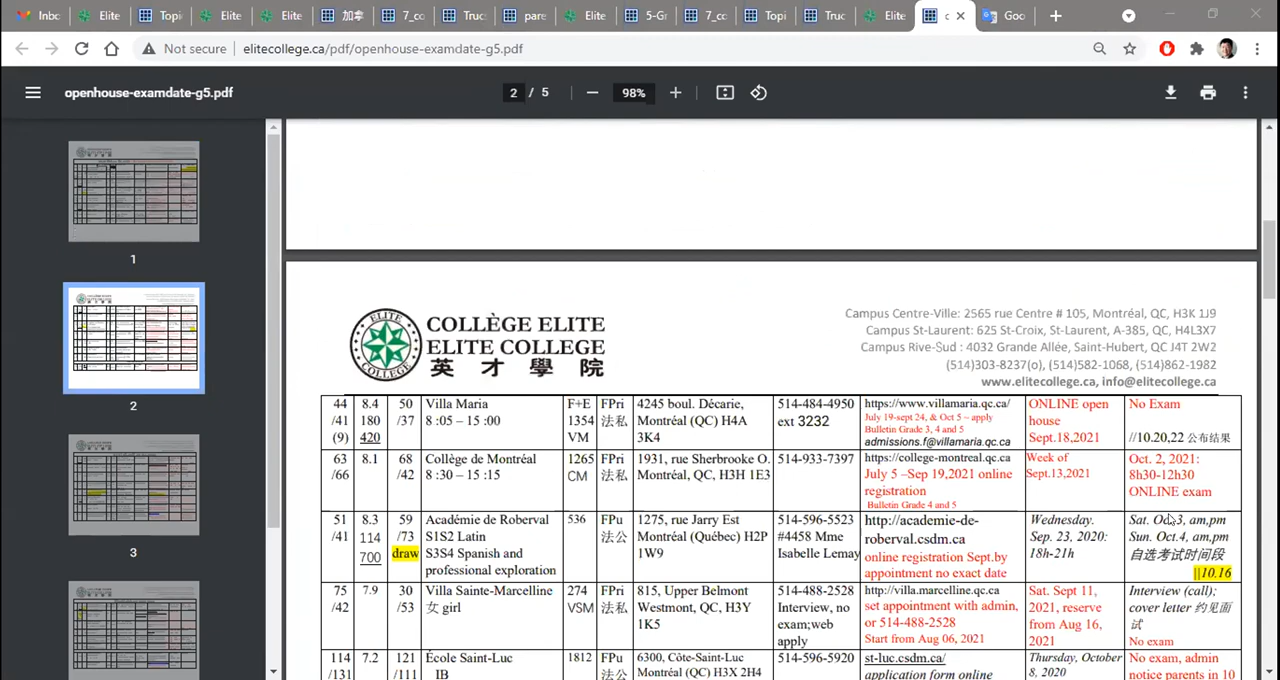 Inbc
Elite
Topi
Elite
Elite
加拿
7_cc
Truc
pare
Elite
5-Gr
7_cc
Topi
Truc
Elite
c
Goo
Not secure
elitecollege.ca/pdf/openhouse-examdate-g5.pdf
openhouse-examdate-g5.pdf
2 / 5
98%
1
2
3
ELITE
COLLEGE
COLLÈGE ELITE
ELITE COLLEGE
英 才 學 院
Campus Centre-Ville: 2565 rue Centre # 105, Montréal, QC, H3K 1J9
Campus St-Laurent: 625 St-Croix, St-Laurent, A-385, QC, H4L3X7
Campus Rive-Sud : 4032 Grande Allée, Saint-Hubert, QC J4T 2W2
(514)303-8237(o), (514)582-1068, (514)862-1982
www.elitecollege.ca, info@elitecollege.ca
44
/41
(9)
8.4
180
420
50
/37
Villa Maria
8 :05 – 15 :00
F+E
1354
VM
FPri
法私
4245 boul. Décarie,
Montréal (QC) H4A
3K4
514-484-4950
ext 3232
https://www.villamaria.qc.ca/
July 19-sept 24, & Oct 5 – apply
Bulletin Grade 3, 4 and 5
admissions.f@villamaria.qc.ca
ONLINE open
house
Sept.18,2021
No Exam
//10.20,22 公布结果
63
/66
8.1
68
/42
Collège de Montréal
8 :30 – 15 :15
1265
CM
FPri
法私
1931, rue Sherbrooke O.
Montréal, QC, H3H 1E3
514-933-7397
https://college-montreal.qc.ca
July 5 –Sep 19,2021 online
registration
Bulletin Grade 4 and 5
Week of
Sept.13,2021
Oct. 2, 2021:
8h30-12h30
ONLINE exam
51
/41
8.3
114
700
59
/73
draw
Académie de Roberval
S1S2 Latin
S3S4 Spanish and
professional exploration
536
FPu
法公
1275, rue Jarry Est
Montréal (Québec) H2P
1W9
514-596-5523
#4458 Mme
Isabelle Lemay
http://academie-de-
roberval.csdm.ca
online registration Sept.by
appointment no exact date
Wednesday.
Sep. 23, 2020:
18h-21h
Sat. Oct.3, am,pm
Sun. Oct.4, am,pm
自选考试时间段
||10.16
75
/42
7.9
30
/53
Villa Sainte-Marcelline
女 girl
274
VSM
FPri
法私
815, Upper Belmont
Westmont, QC, H3Y
1K5
514-488-2528
Interview, no
exam;web
apply
http://villa.marcelline.qc.ca
set appointment with admin,
or 514-488-2528
Start from Aug 06, 2021
Sat. Sept 11,
2021, reserve
from Aug 16,
2021
Interview (call);
cover letter 约见面
试
No exam
114
/131
7.2
121
/111
École Saint-Luc
IB
1812
FPu
法公
6300, Côte-Saint-Luc
Montréal (QC) H3X 2H4
514-596-5920
st-luc.csdm.ca/
application form online
Thursday, October
8, 2020
No exam, admin
notice parents in 10